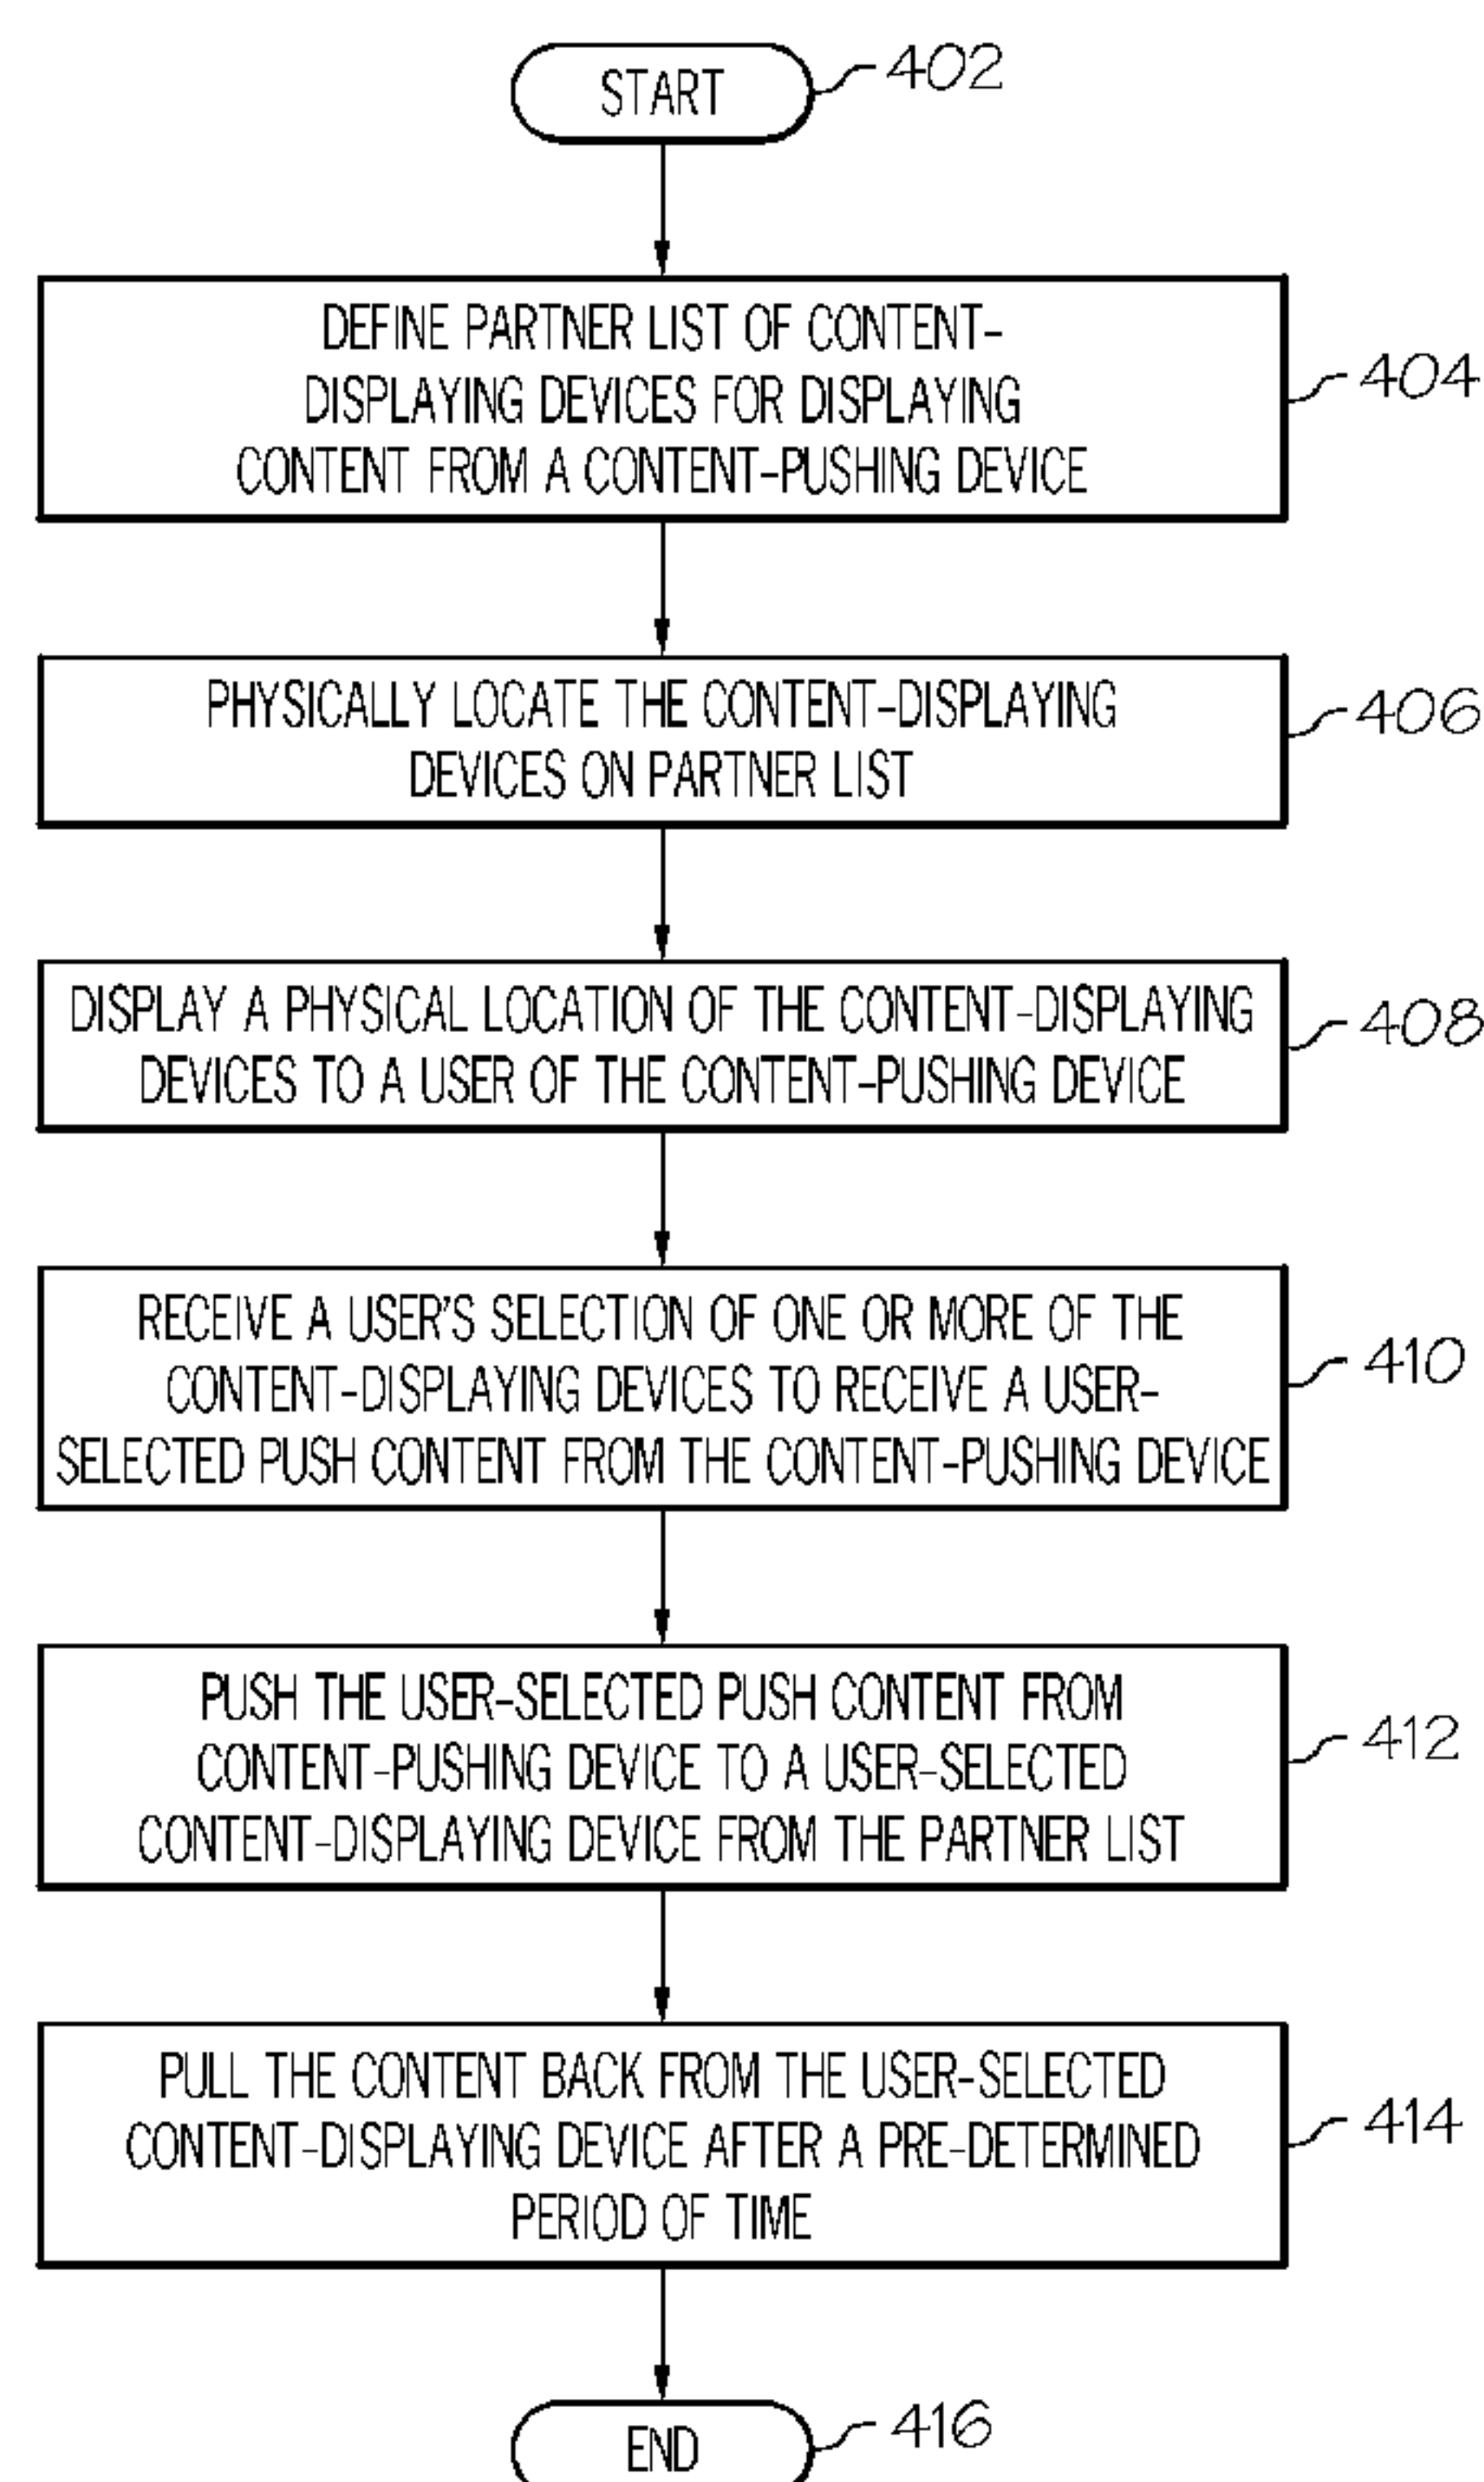 START
402
DEFINE PARTNER LIST OF CONTENT-
DISPLAYING DEVICES FOR DISPLAYING
CONTENT FROM A CONTENT-PUSHING DEVICE
404
PHYSICALLY LOCATE THE CONTENT-DISPLAYING
DEVICES ON PARTNER LIST
406
DISPLAY A PHYSICAL LOCATION OF THE CONTENT-DISPLAYING
DEVICES TO A USER OF THE CONTENT-PUSHING DEVICE
408
RECEIVE A USER'S SELECTION OF ONE OR MORE OF THE
CONTENT-DISPLAYING DEVICES TO RECEIVE A USER-
SELECTED PUSH CONTENT FROM THE CONTENT-PUSHING DEVICE
410
PUSH THE USER-SELECTED PUSH CONTENT FROM
CONTENT-PUSHING DEVICE TO A USER-SELECTED
CONTENT-DISPLAYING DEVICE FROM THE PARTNER LIST
412
PULL THE CONTENT BACK FROM THE USER-SELECTED
CONTENT-DISPLAYING DEVICE AFTER A PRE-DETERMINED
PERIOD OF TIME
414
END
416